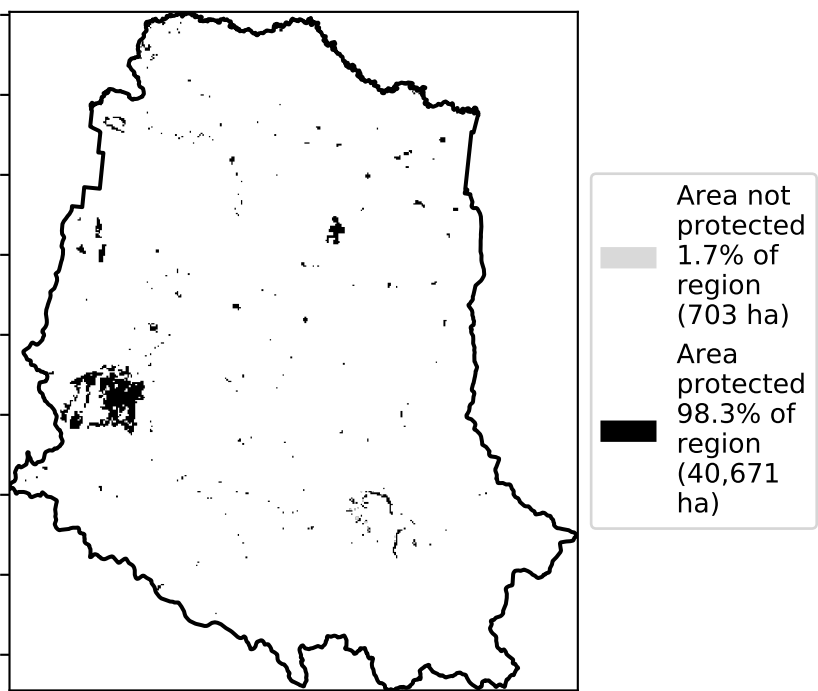 Area not
protected
1.7% of
region
(703 ha)
Area
protected
98.3% of
region
(40,671
ha)